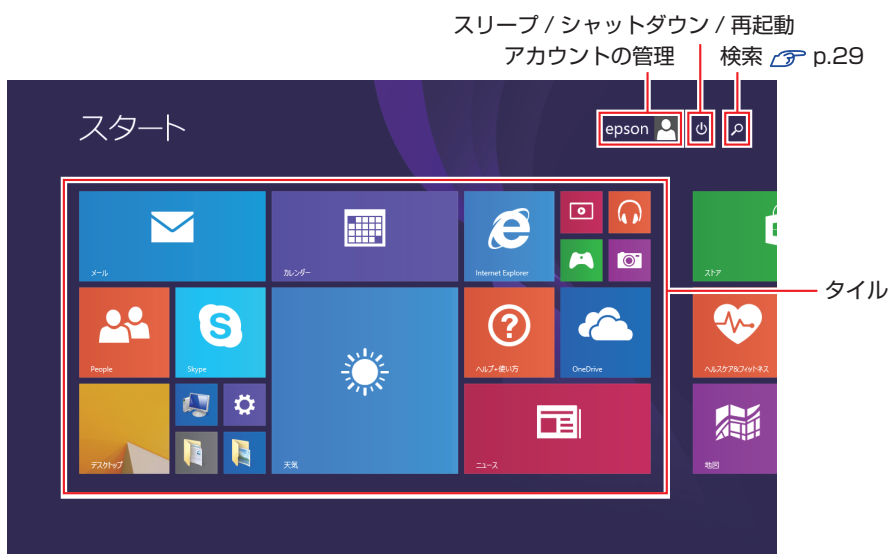 スリープ / シャットダウン / 再起動
アカウントの管理
検索 p.29
スタート
epson
メール
カレンダー
Internet Explorer
ストア
タイル
People
Skype
ヘルプ+使い方
OneDrive
ヘルスケア&フィットネス
デスクトップ
天気
ニュース
地図